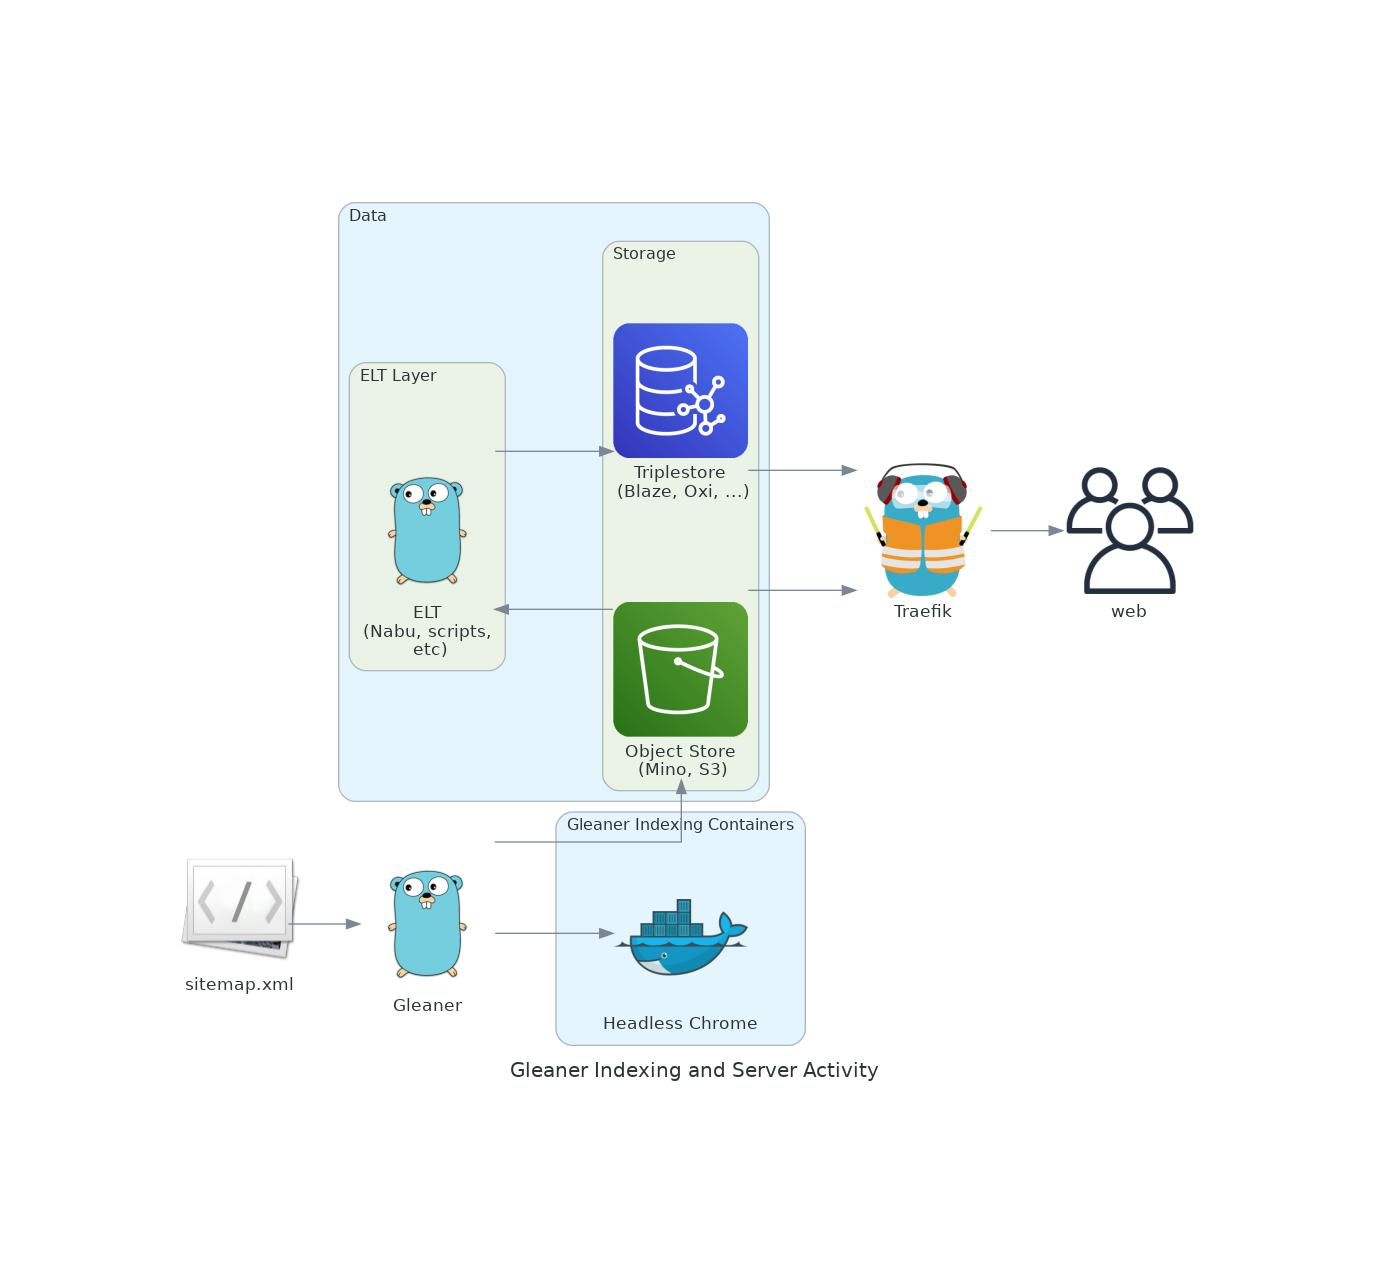 Data
Storage
ELT Layer
Triplestore
(Blaze, Oxi, ...)
ELT
(Nabu, scripts,
etc)
Traefik
web
Object Store
(Mino, S3)
Gleaner Indexing Containers
</>
sitemap.xml
Gleaner
Headless Chrome
Gleaner Indexing and Server Activity